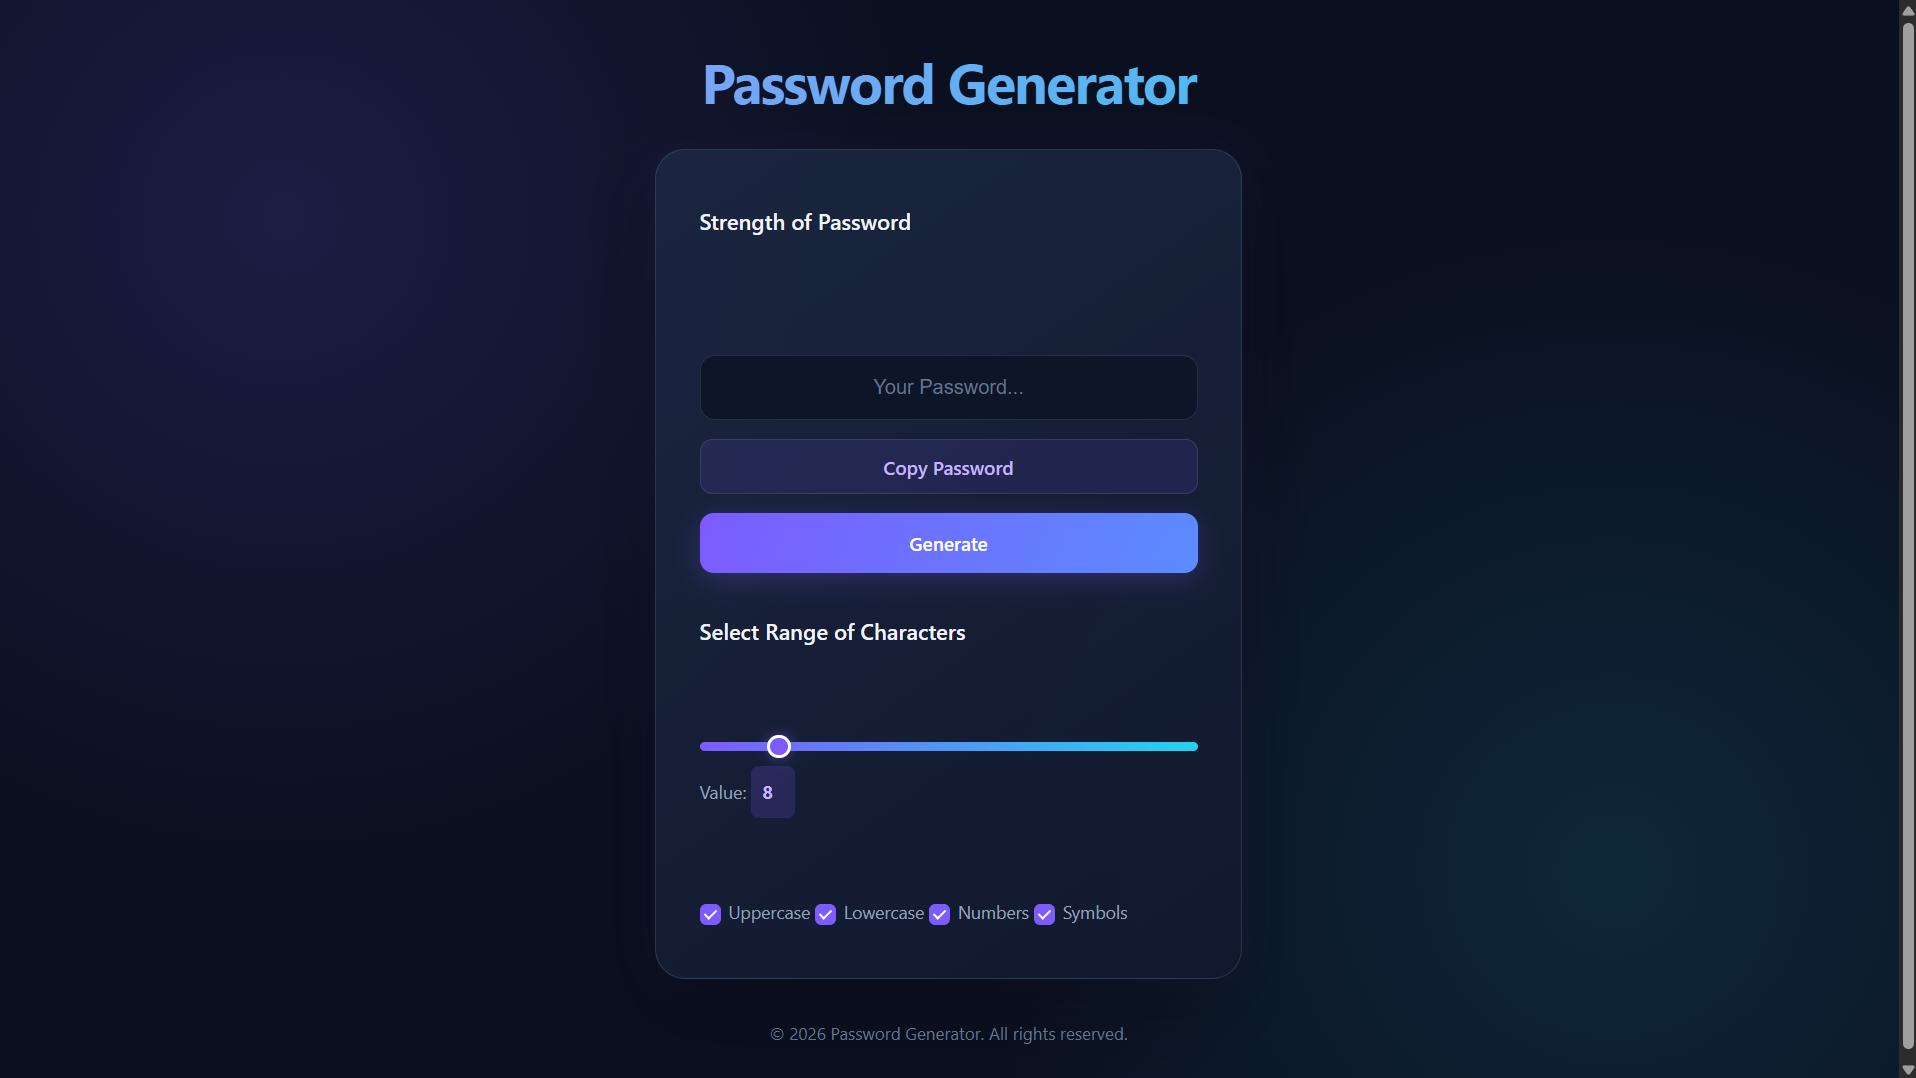 Password Generator
Strength of Password
Your Password...
Copy Password
Generate
Select Range of Characters
Value: 8
Uppercase Lowercase Numbers Symbols
© 2026 Password Generator. All rights reserved.